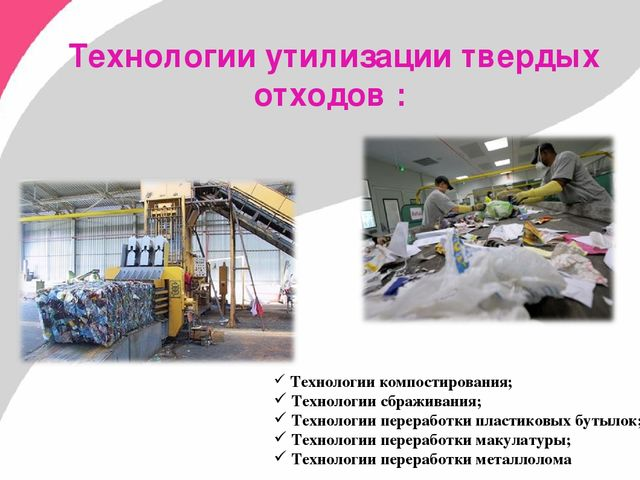 Технологии утилизации твердых
отходов :
✓ Технологии компостирования;
✓ Технологии сбраживания;
✓ Технологии переработки пластиковых бутылок;
✓ Технологии переработки макулатуры;
✓ Технологии переработки металлолома